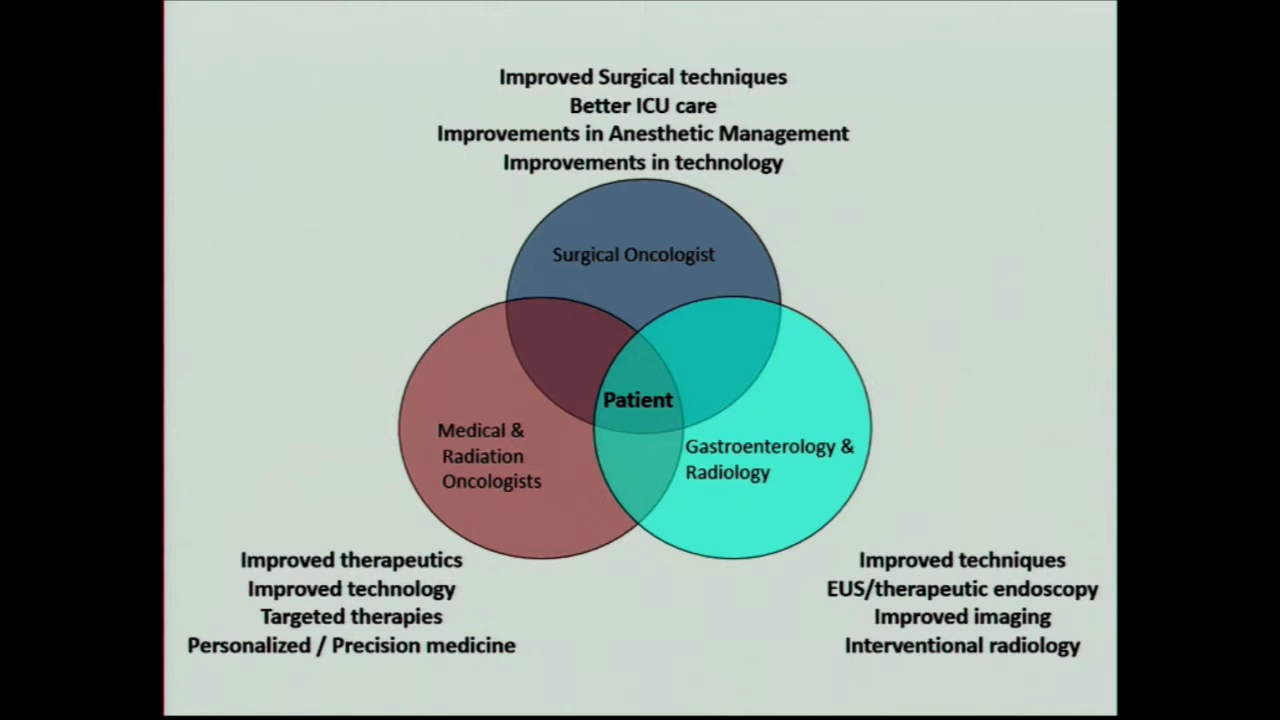 Improved Surgical techniques
Better ICU care
Improvements in Anesthetic Management
Improvements in technology
Surgical Oncologist
Patient
Medical &
Radiation
Oncologists
Gastroenterology &
Radiology
Improved therapeutics
Improved technology
Targeted therapies
Personalized / Precision medicine
Improved techniques
EUS/therapeutic endoscopy
Improved imaging
Interventional radiology